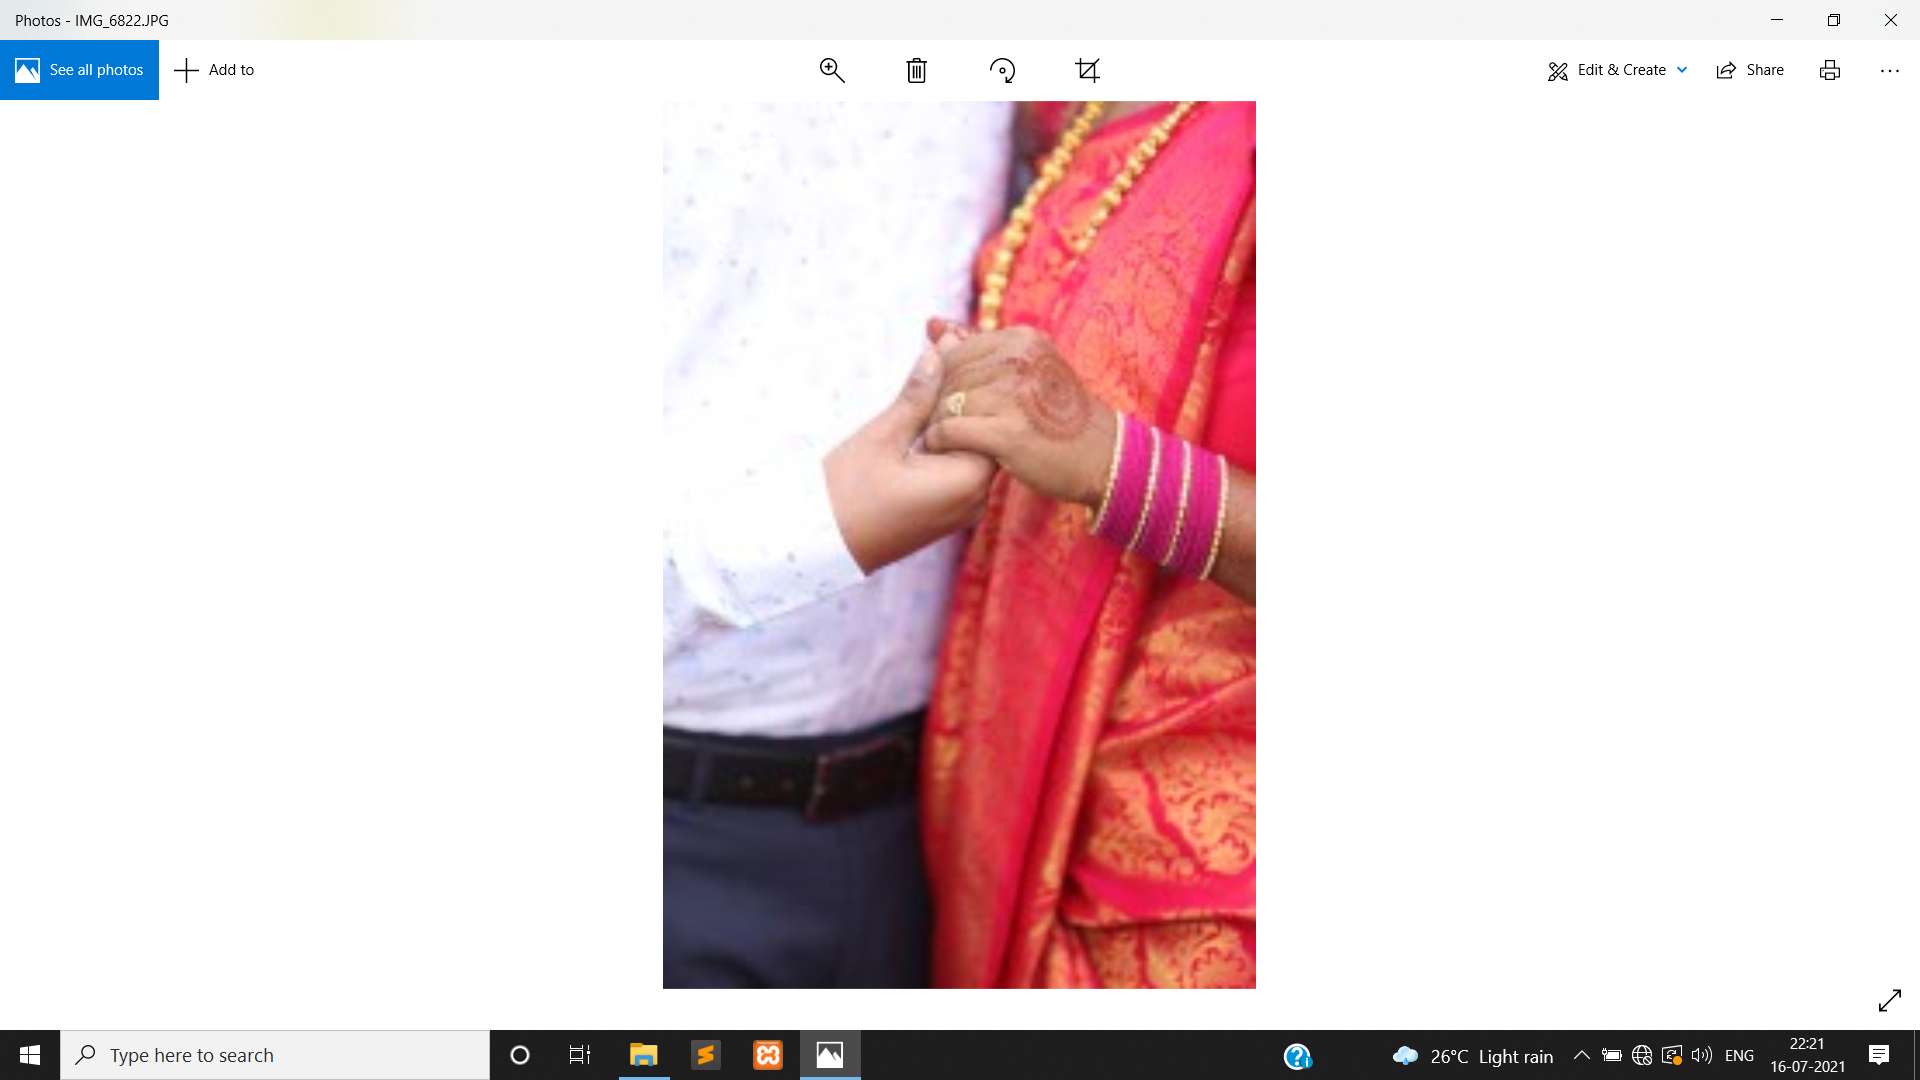 Photos - IMG_6822.JPG
See all photos
Add to
Edit & Create
Share
Type here to search
26°C Light rain
ENG
22:21
16-07-2021